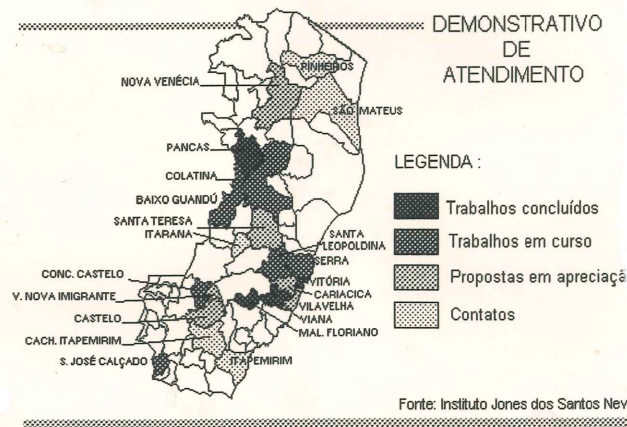 DEMONSTRATIVO
DE
ATENDIMENTO
PINHEIROS
NOVA VENÉCIA
SÃO MATEUS
PANCAS
COLATINA
BAIXO GUANDÚ
SANTA TERESA
ITARANA
SANTA
LEOPOLDINA
SERRA
CONC. CASTELO
VITÓRIA
V. NOVA IMIGRANTE
CARIACICA
VILAVELHA
CASTELO
VIANA
MAL. FLORIANO
CACH. ITAPEMIRIM
S. JOSÉ CALÇADO
ITAPEMIRIM
LEGENDA :
Trabalhos concluídos
Trabalhos em curso
Propostas em apreciaçã
Contatos
Fonte: Instituto Jones dos Santos Nev